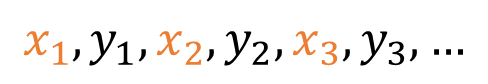 x₁, y₁, x₂, y₂, x₃, y₃, ...